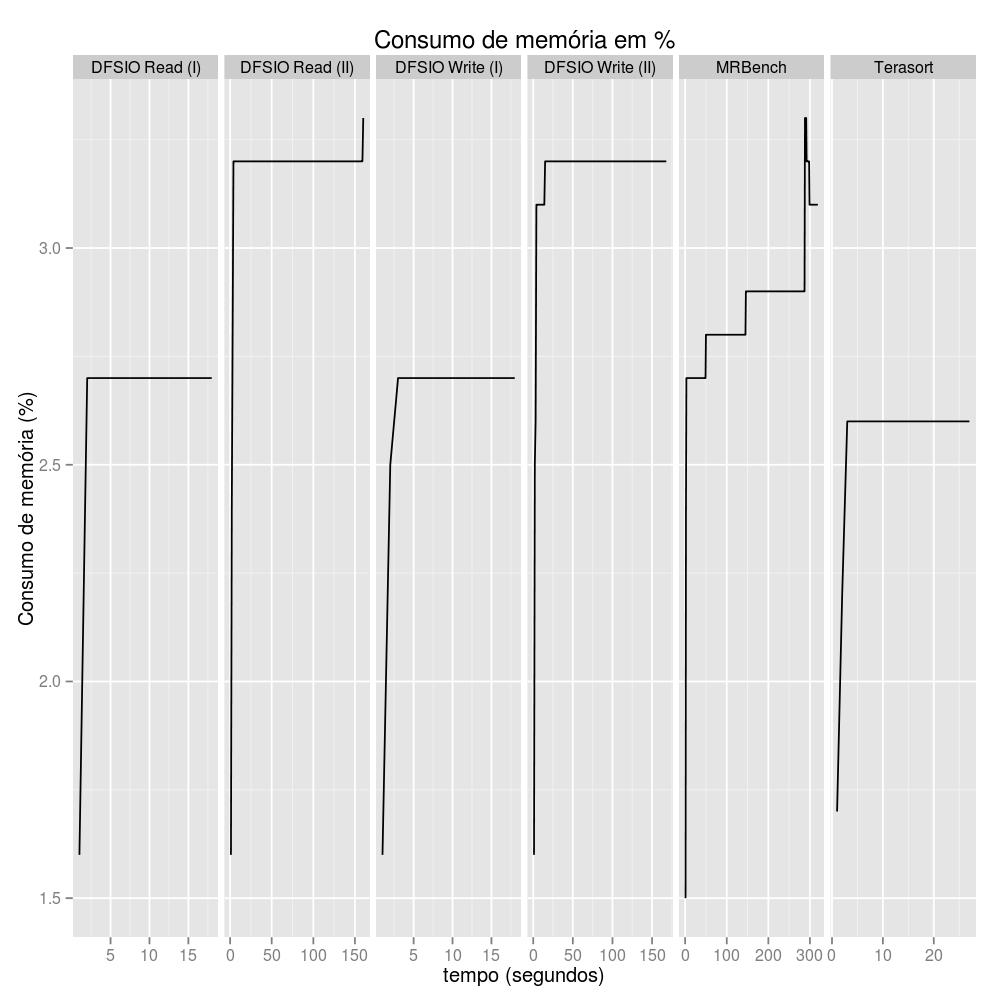 Consumo de memória em %
DFSIO Read (I) DFSIO Read (II) DFSIO Write (I) DFSIO Write (II) MRBench Terasort
Consumo de memória (%)
3.0
2.5
2.0
1.5
5 10 15 0 50 100 150 5 10 15 0 50 100 150 0 100 200 300 0 10 20
tempo (segundos)